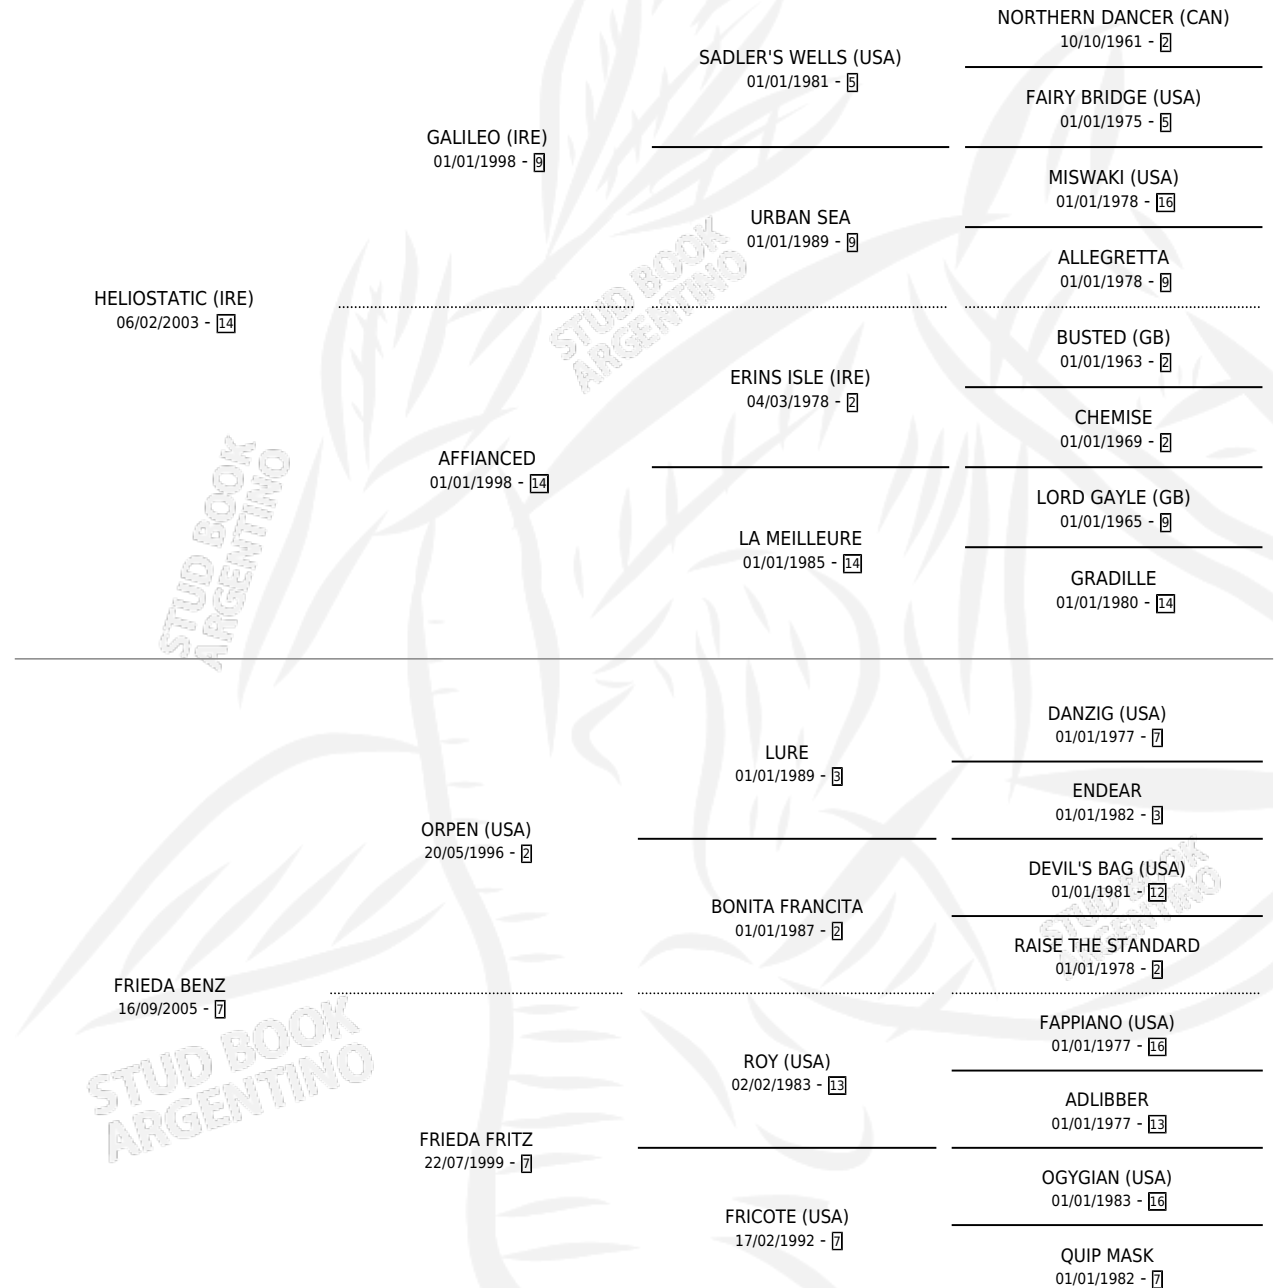 NORTHERN DANCER (CAN)
10/10/1961 - 2
SADLER'S WELLS (USA)
01/01/1981 - 5
FAIRY BRIDGE (USA)
01/01/1975 - 5
GALILEO (IRE)
01/01/1998 - 9
MISWAKI (USA)
01/01/1978 - 16
URBAN SEA
01/01/1989 - 9
ALLEGRETTA
01/01/1978 - 9
HELIOSTATIC (IRE)
06/02/2003 - 14
BUSTED (GB)
01/01/1963 - 2
ERINS ISLE (IRE)
04/03/1978 - 2
CHEMISE
01/01/1969 - 2
AFFIANCED
01/01/1998 - 14
LORD GAYLE (GB)
01/01/1965 - 9
LA MEILLEURE
01/01/1985 - 14
GRADILLE
01/01/1980 - 14
DANZIG (USA)
01/01/1977 - 7
LURE
01/01/1989 - 3
ENDEAR
01/01/1982 - 3
ORPEN (USA)
20/05/1996 - 2
DEVIL'S BAG (USA)
01/01/1981 - 12
BONITA FRANCITA
01/01/1987 - 2
RAISE THE STANDARD
01/01/1978 - 2
FRIEDA BENZ
16/09/2005 - 7
FAPPIANO (USA)
01/01/1977 - 16
ROY (USA)
02/02/1983 - 13
ADLIBBER
01/01/1977 - 13
FRIEDA FRITZ
22/07/1999 - 7
OGYGIAN (USA)
01/01/1983 - 16
FRICOTE (USA)
17/02/1992 - 7
QUIP MASK
01/01/1982 - 7
STUD BOOK
ARGENTINO
STUD BOOK
ARGENTINO
STUD BOOK
ARGENTINO
STUD BOOK
ARGENTINO